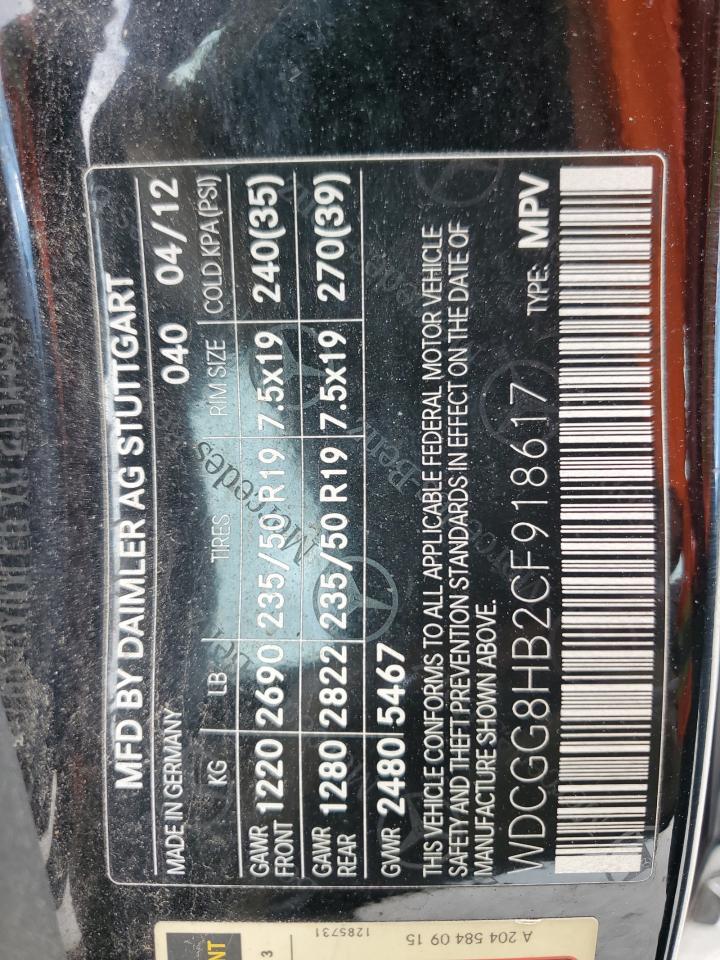 MFD BY DAIMLER AG STUTTGART
MADE IN GERMANY 040 04/12
KG LB TIRES RIM SIZE COLD KPA(PSI)
GAWR FRONT 1220 2690 235/50 R19 7.5x19 240(35)
GAWR REAR 1280 2822 235/50 R19 7.5x19 270(39)
GVWR 2480 5467
THIS VEHICLE CONFORMS TO ALL APPLICABLE FEDERAL MOTOR VEHICLE
SAFETY AND THEFT PREVENTION STANDARDS IN EFFECT ON THE DATE OF
MANUFACTURE SHOWN ABOVE.
WDCGG8HB2CF918617 TYPE: MPV
Mercedes-Benz
A 204 584 09 15
1285731
3